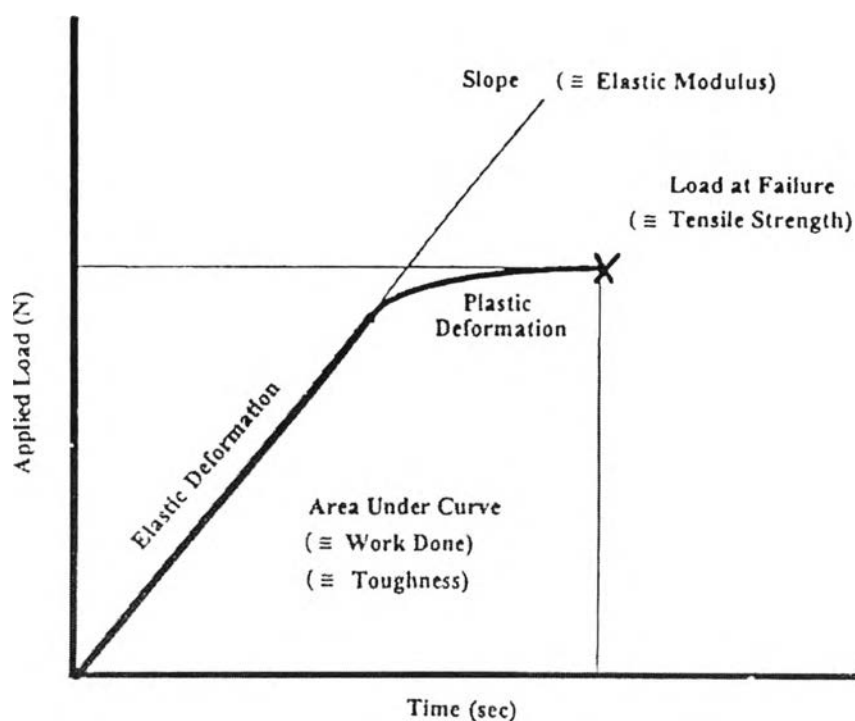 Slope (≅ Elastic Modulus)
Load at Failure
(≅ Tensile Strength)
Plastic
Deformation
Applied Load (N)
Elastic Deformation
Area Under Curve
(≅ Work Done)
(≅ Toughness)
Time (sec)